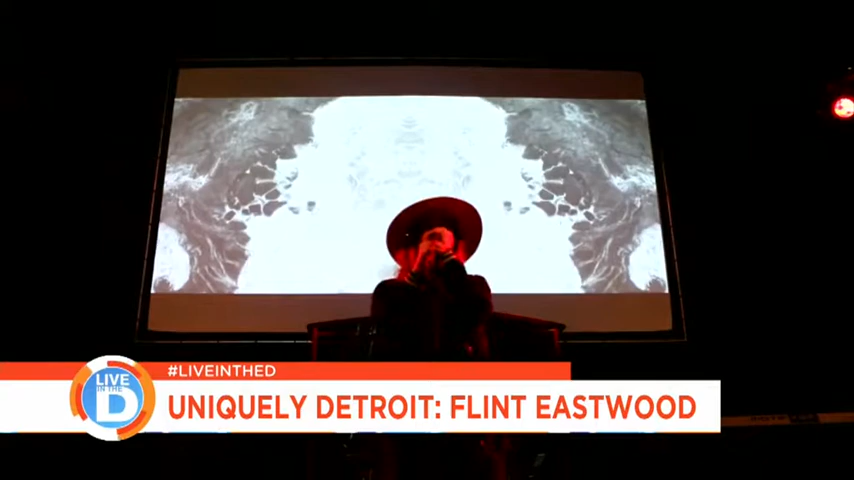 #LIVEINTHED
LIVE
IN THE
D
UNIQUELY DETROIT: FLINT EASTWOOD